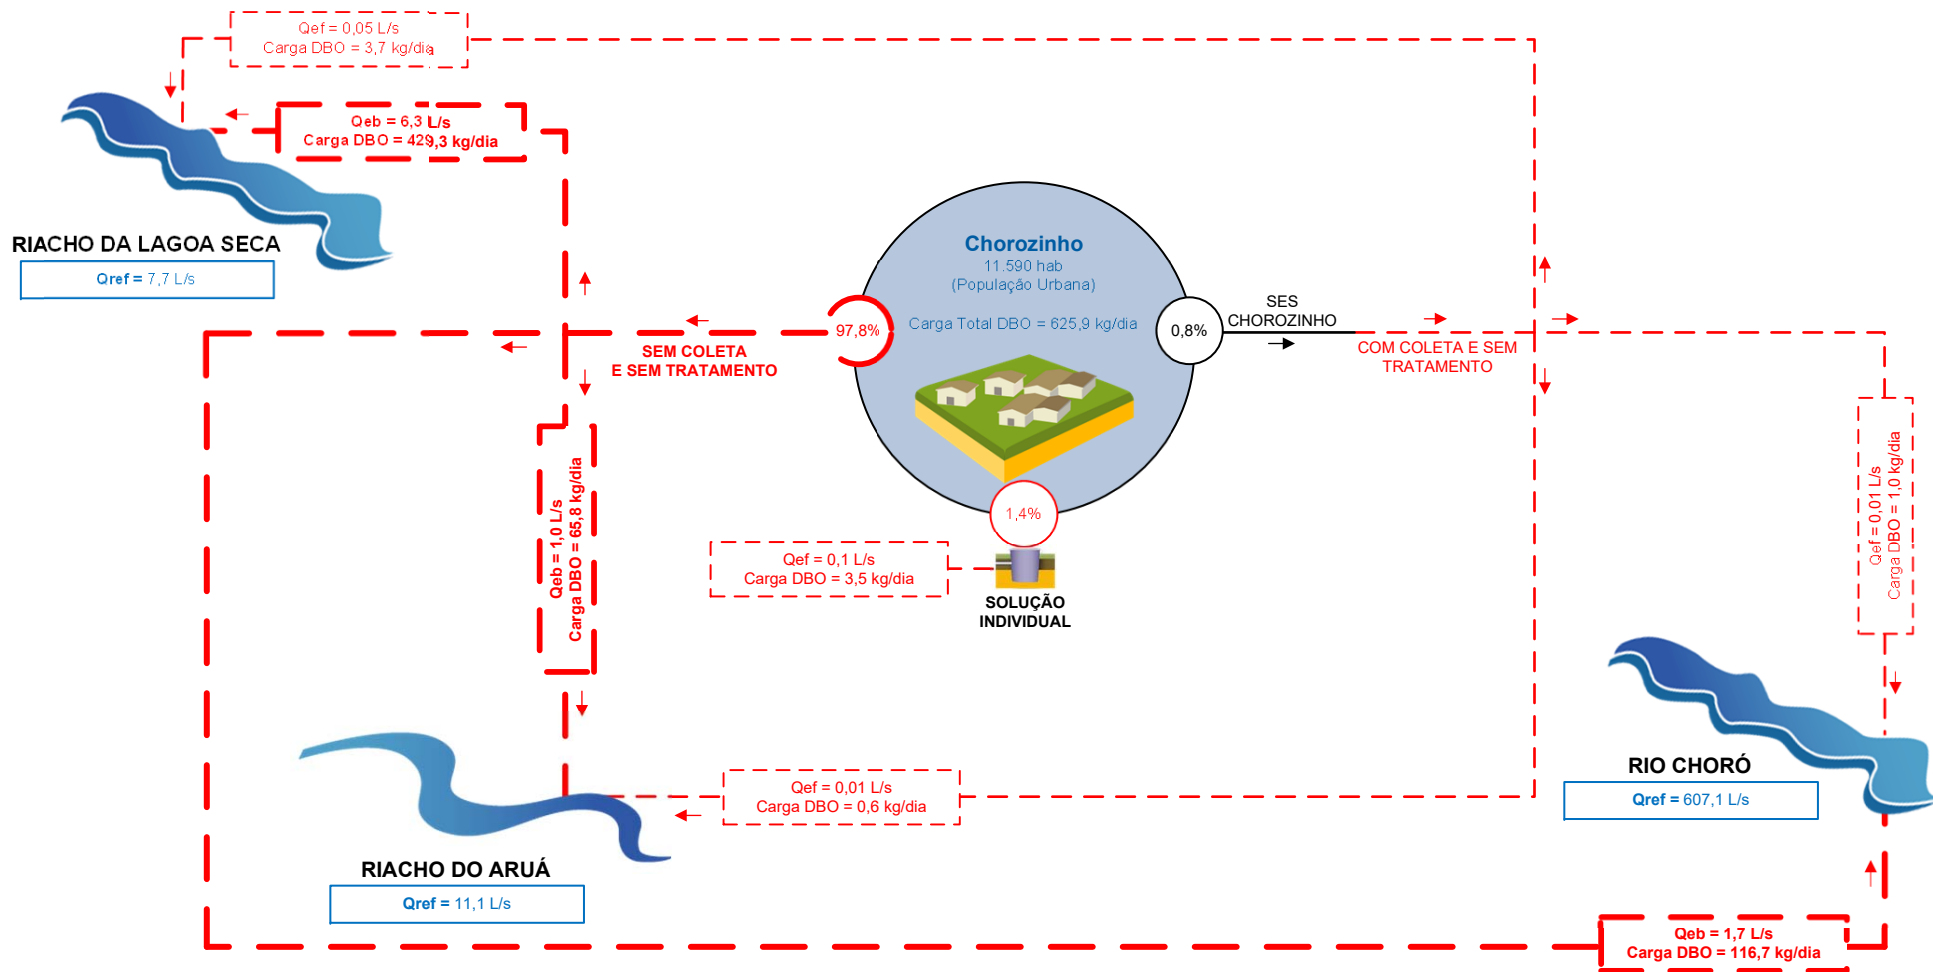 Qef = 0,05 L/s
Carga DBO = 3,7 kg/dia
Qeb = 6,3 L/s
Carga DBO = 429,3 kg/dia
RIACHO DA LAGOA SECA
Qref = 7,7 L/s
Chorozinho
11.590 hab
(População Urbana)
Carga Total DBO = 625,9 kg/dia
97,8%
0,8%
1,4%
SEM COLETA
E SEM TRATAMENTO
SES
CHOROZINHO
COM COLETA E SEM
TRATAMENTO
Qeb = 1,0 L/s
Carga DBO = 65,8 kg/dia
Qef = 0,1 L/s
Carga DBO = 3,5 kg/dia
SOLUÇÃO
INDIVIDUAL
Qef = 0,01 L/s
Carga DBO = 1,0 kg/dia
RIO CHORÓ
Qref = 607,1 L/s
Qef = 0,01 L/s
Carga DBO = 0,6 kg/dia
RIACHO DO ARUÁ
Qref = 11,1 L/s
Qeb = 1,7 L/s
Carga DBO = 116,7 kg/dia